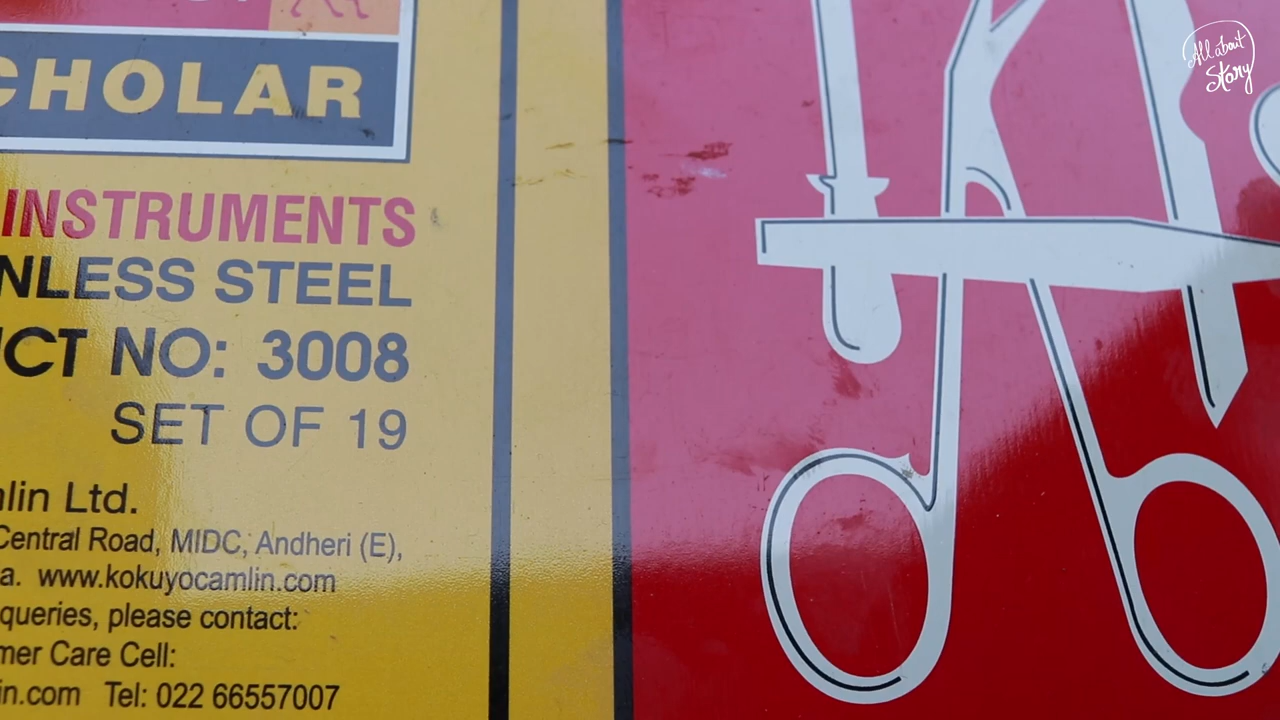 All about
Story
CHOLAR
INSTRUMENTS
NLESS STEEL
CT NO: 3008
SET OF 19
lin Ltd.
Central Road, MIDC, Andheri (E),
a. www.kokuyocamlin.com
queries, please contact:
mer Care Cell:
in.com Tel: 022 66557007